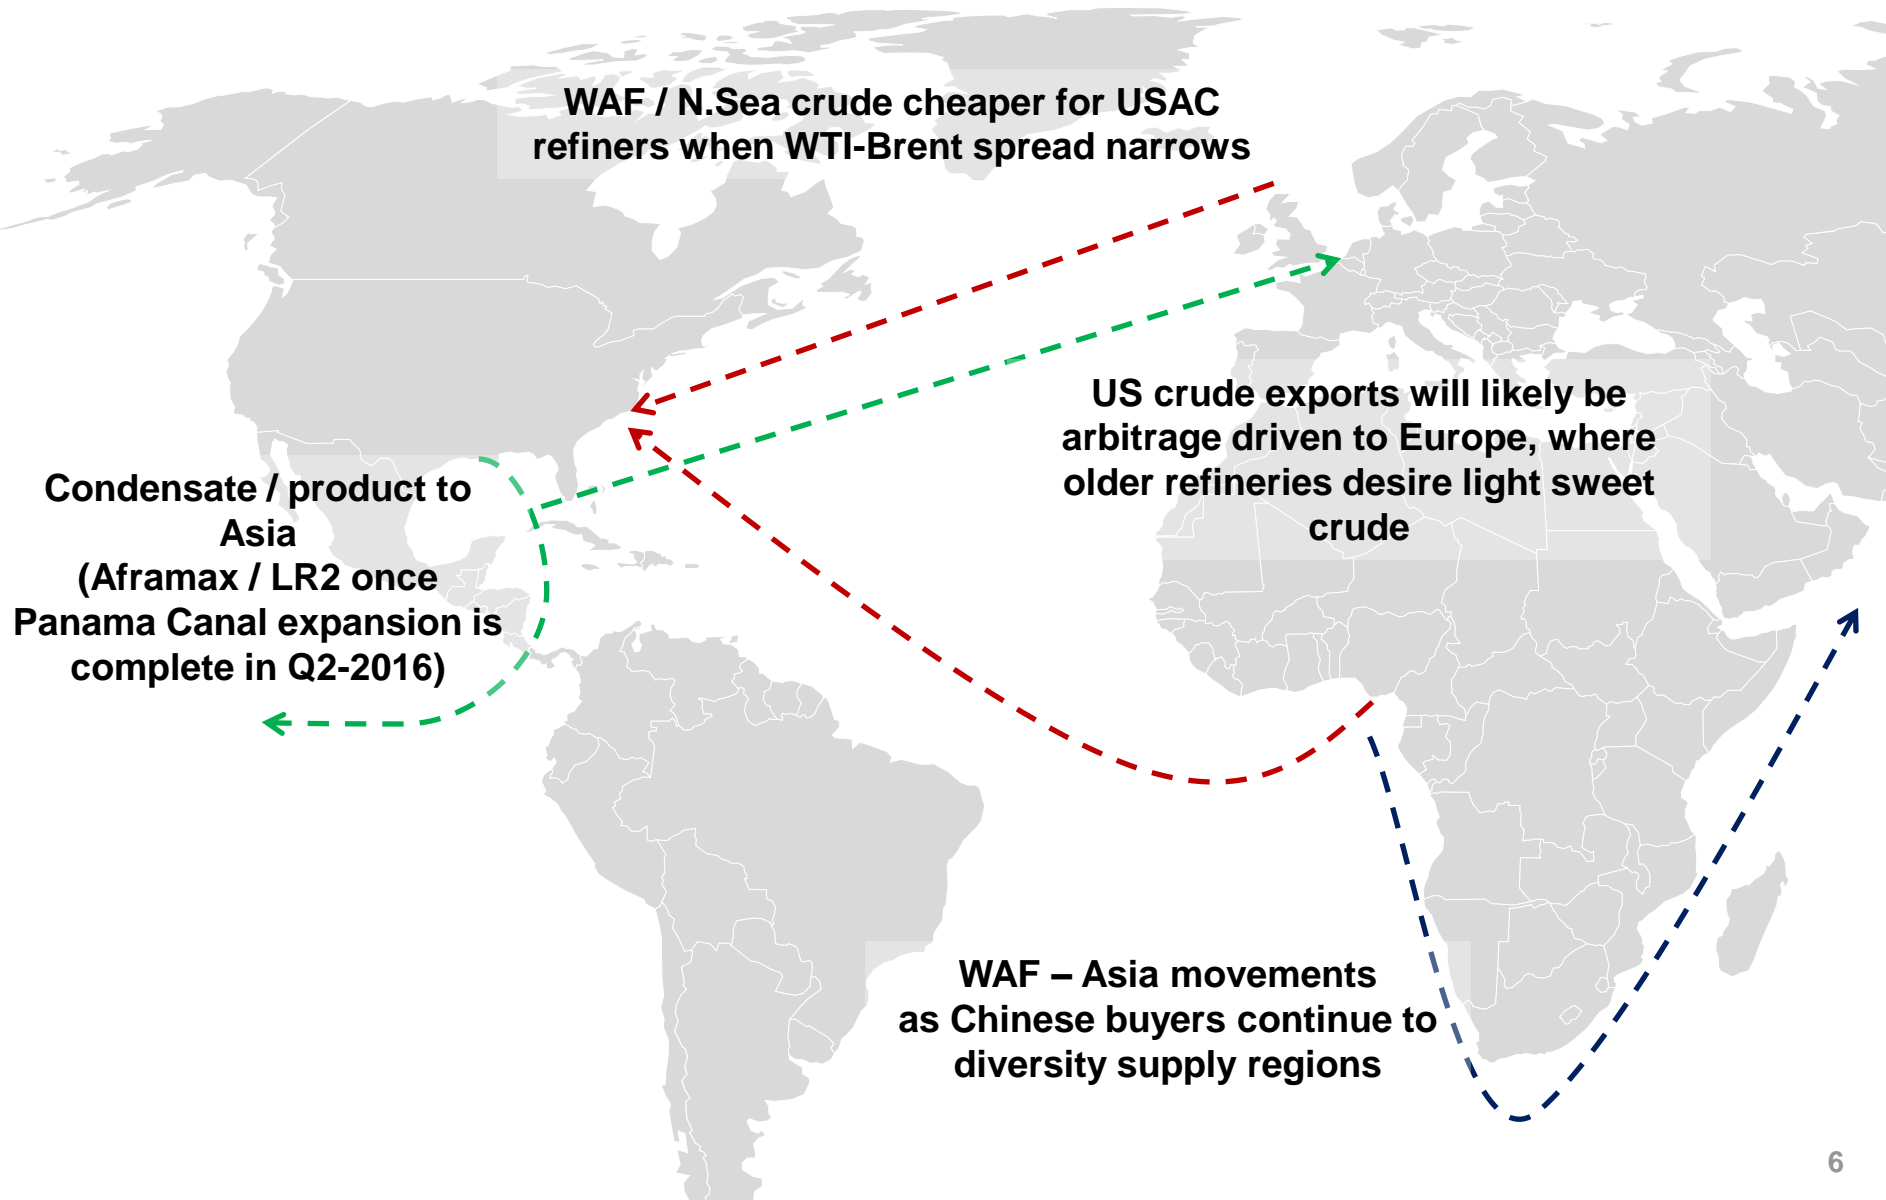 WAF / N.Sea crude cheaper for USAC
refiners when WTI-Brent spread narrows
US crude exports will likely be
arbitrage driven to Europe, where
older refineries desire light sweet
crude
Condensate / product to
Asia
(Aframax / LR2 once
Panama Canal expansion is
complete in Q2-2016)
WAF – Asia movements
as Chinese buyers continue to
diversity supply regions
6